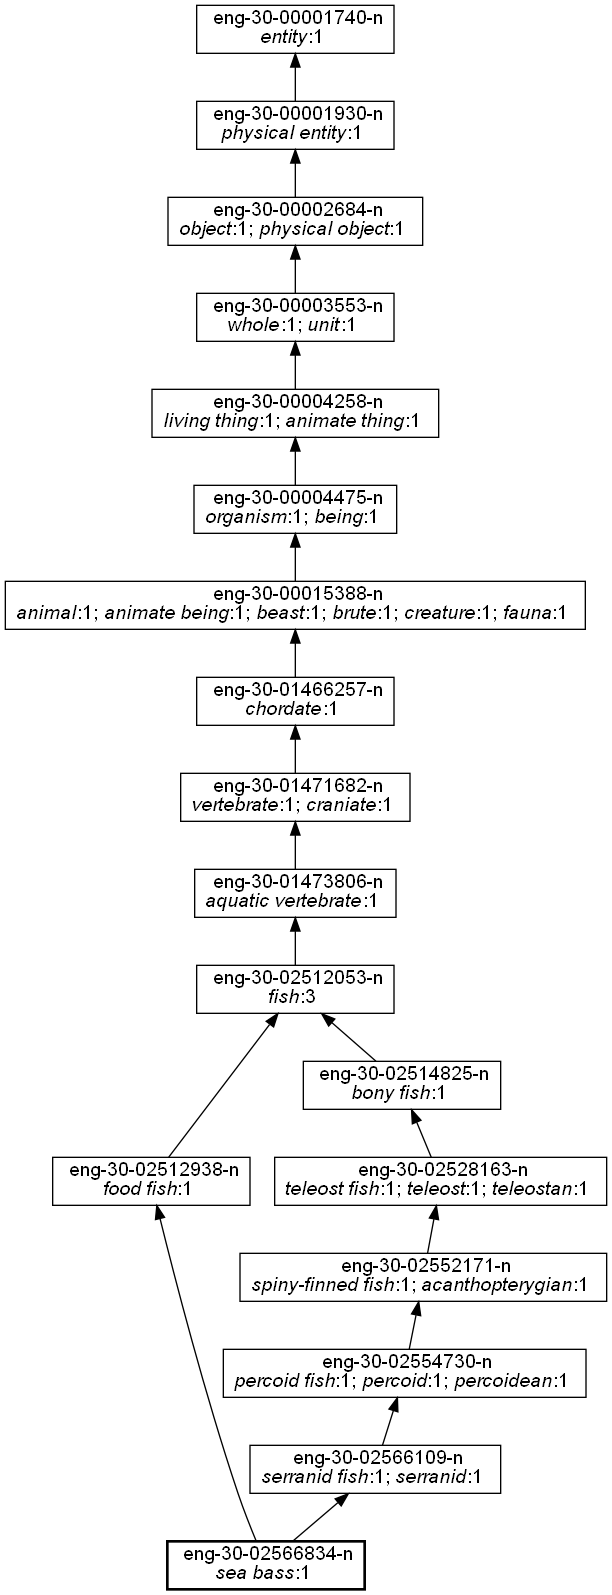 eng-30-00001740-n
entity:1
eng-30-00001930-n
physical entity:1
eng-30-00002684-n
object:1; physical object:1
eng-30-00003553-n
whole:1; unit:1
eng-30-00004258-n
living thing:1; animate thing:1
eng-30-00004475-n
organism:1; being:1
eng-30-00015388-n
animal:1; animate being:1; beast:1; brute:1; creature:1; fauna:1
eng-30-01466257-n
chordate:1
eng-30-01471682-n
vertebrate:1; craniate:1
eng-30-01473806-n
aquatic vertebrate:1
eng-30-02512053-n
fish:3
eng-30-02514825-n
bony fish:1
eng-30-02512938-n
food fish:1
eng-30-02528163-n
teleost fish:1; teleost:1; teleostan:1
eng-30-02552171-n
spiny-finned fish:1; acanthopterygian:1
eng-30-02554730-n
percoid fish:1; percoid:1; percoidean:1
eng-30-02566109-n
serranid fish:1; serranid:1
eng-30-02566834-n
sea bass:1